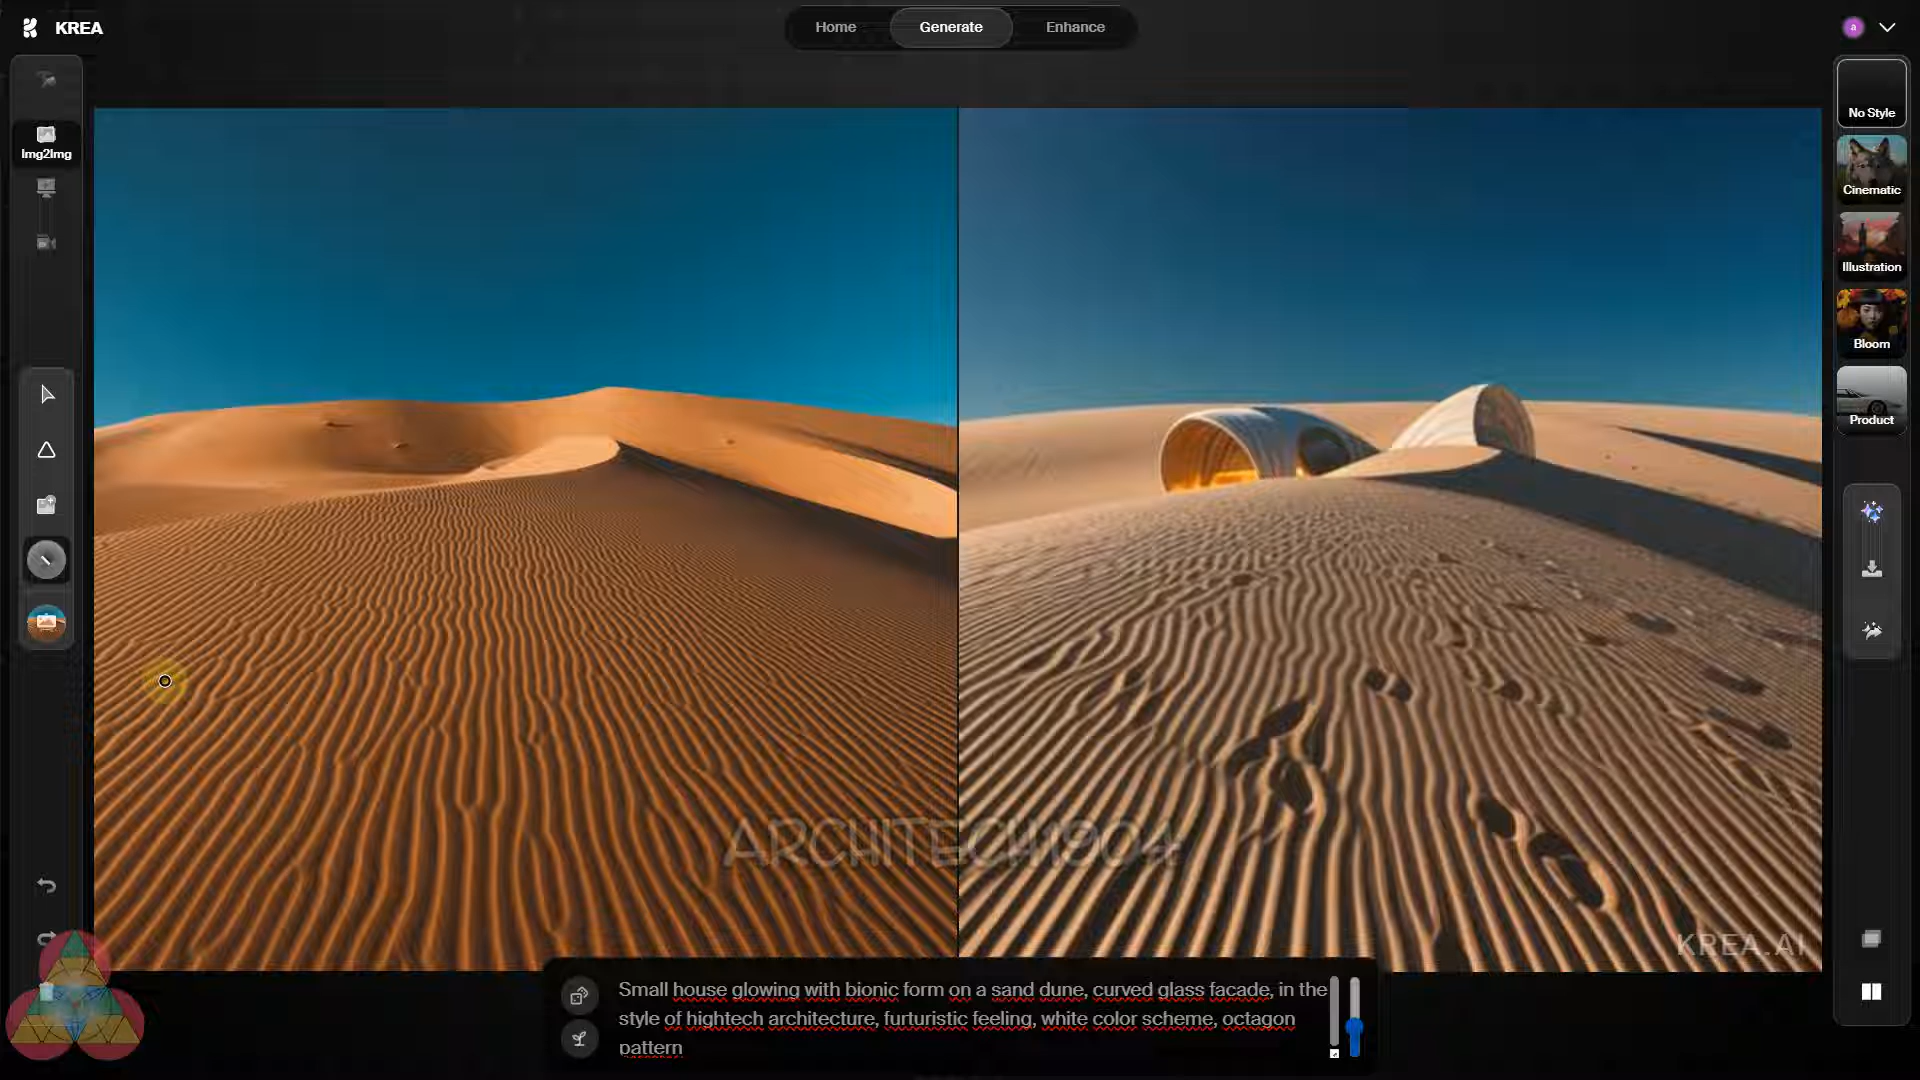 KREA
Home
Generate
Enhance
a
Img2Img
No Style
Cinematic
Illustration
Bloom
Product
ARCHITECH1904
KREA.AI
Small house glowing with bionic form on a sand dune, curved glass facade, in the
style of hightech architecture, furturistic feeling, white color scheme, octagon
pattern